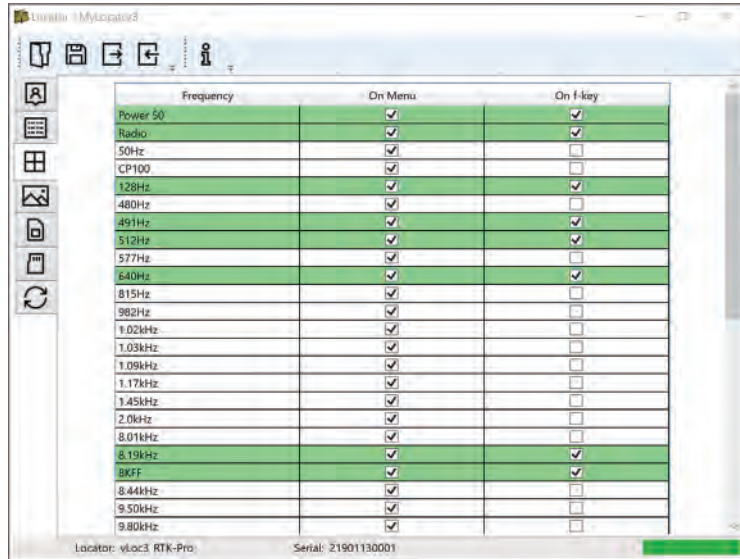 Locator : MyLocator3
Frequency On Menu On f-key
Power 50
Radio
50Hz
CP100
128Hz
480Hz
491Hz
512Hz
577Hz
640Hz
815Hz
982Hz
1.02kHz
1.03kHz
1.09kHz
1.17kHz
1.45kHz
2.0kHz
8.01kHz
8.19kHz
8KFF
8.44kHz
9.50kHz
9.80kHz
Locator: vLoc3 RTK-Pro Serial: 21901130001